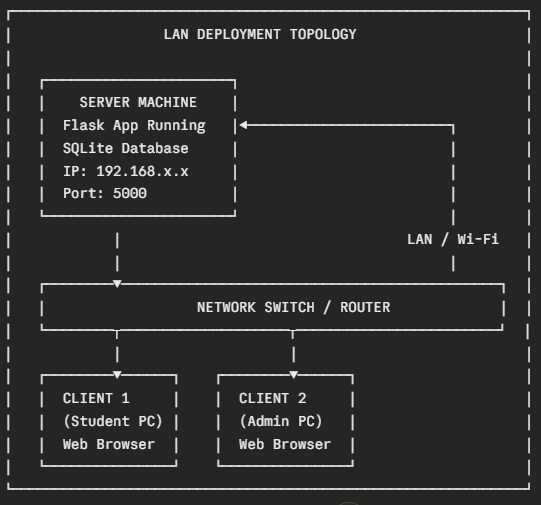 LAN DEPLOYMENT TOPOLOGY
SERVER MACHINE
Flask App Running
SQLite Database
IP: 192.168.x.x
Port: 5000
LAN / Wi-Fi
NETWORK SWITCH / ROUTER
CLIENT 1
(Student PC)
Web Browser
CLIENT 2
(Admin PC)
Web Browser